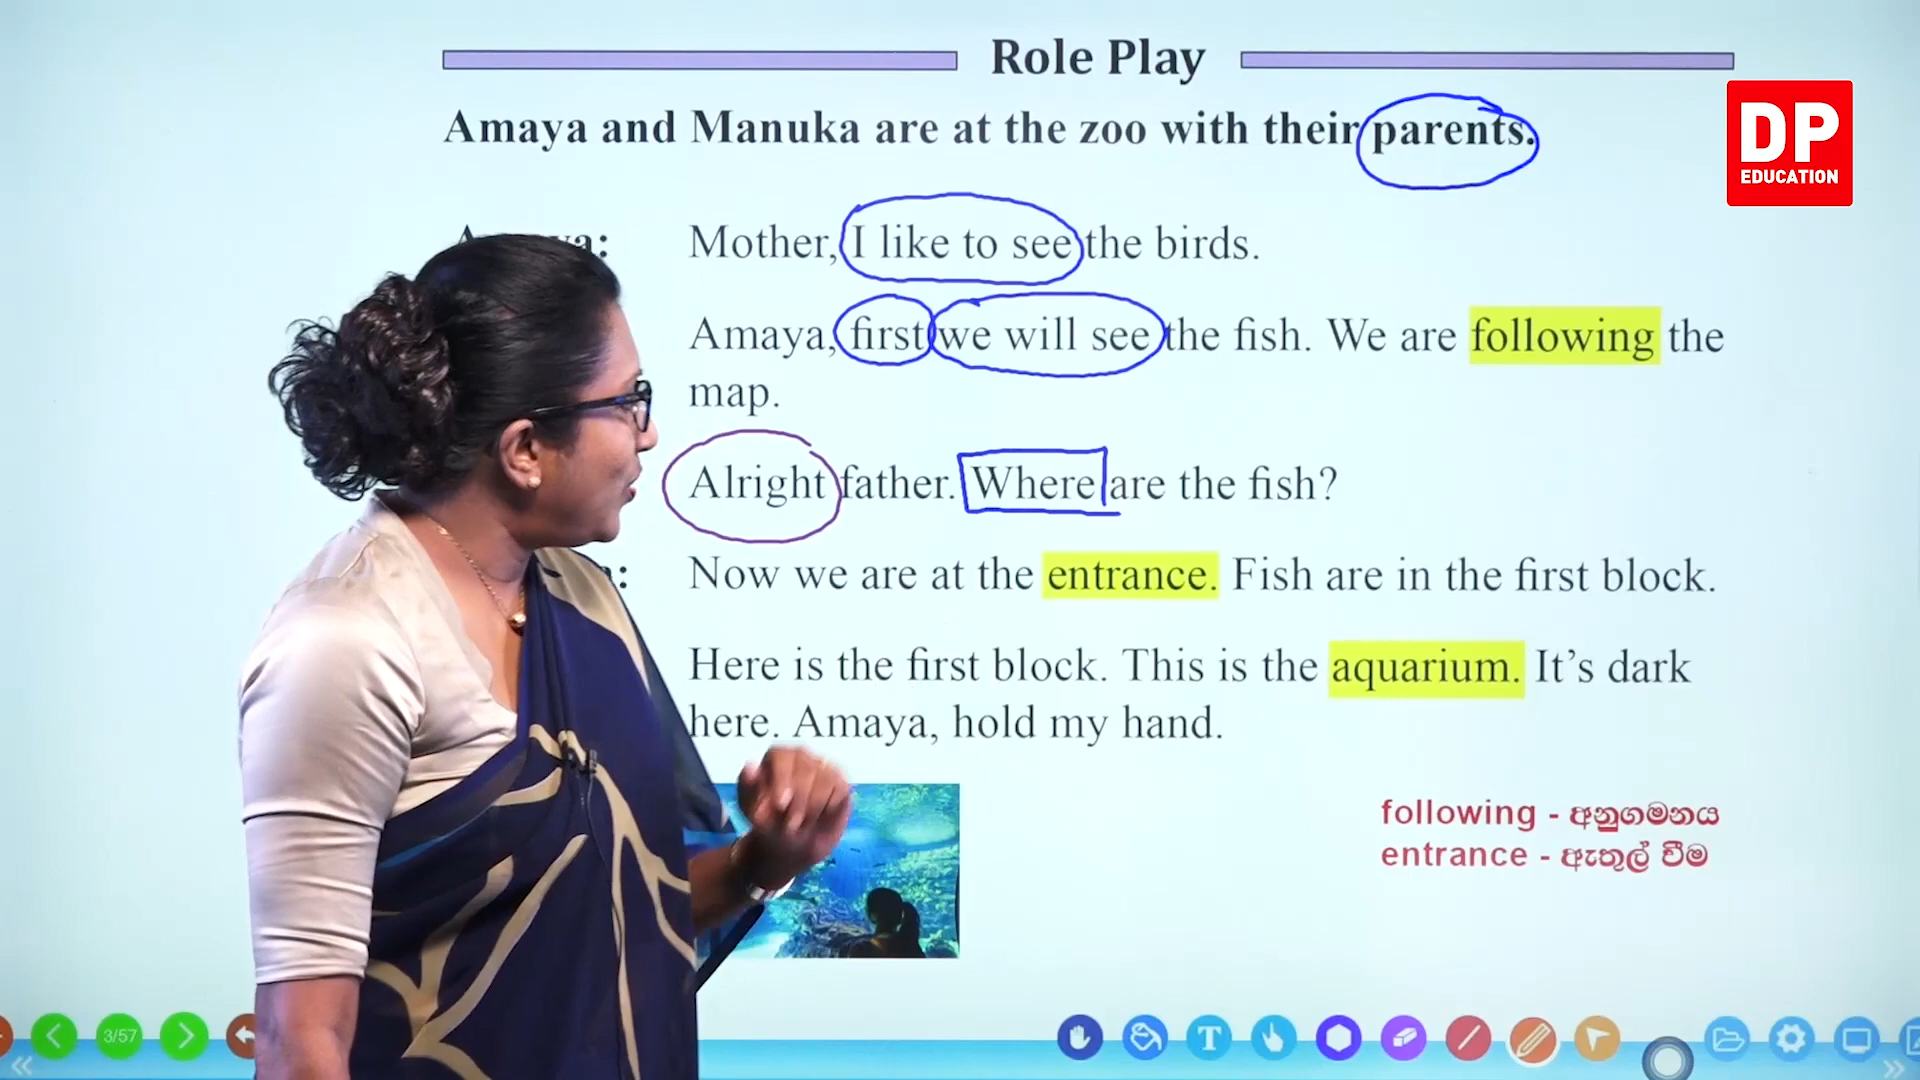 Role Play
DP
EDUCATION
Amaya and Manuka are at the zoo with their parents.
Mother, I like to see the birds.
Amaya, first we will see the fish. We are following the
map.
Alright father. Where are the fish?
Now we are at the entrance. Fish are in the first block.
Here is the first block. This is the aquarium. It’s dark
here. Amaya, hold my hand.
following - අනුගමනය
entrance - ඇතුල් වීම
3/57
T